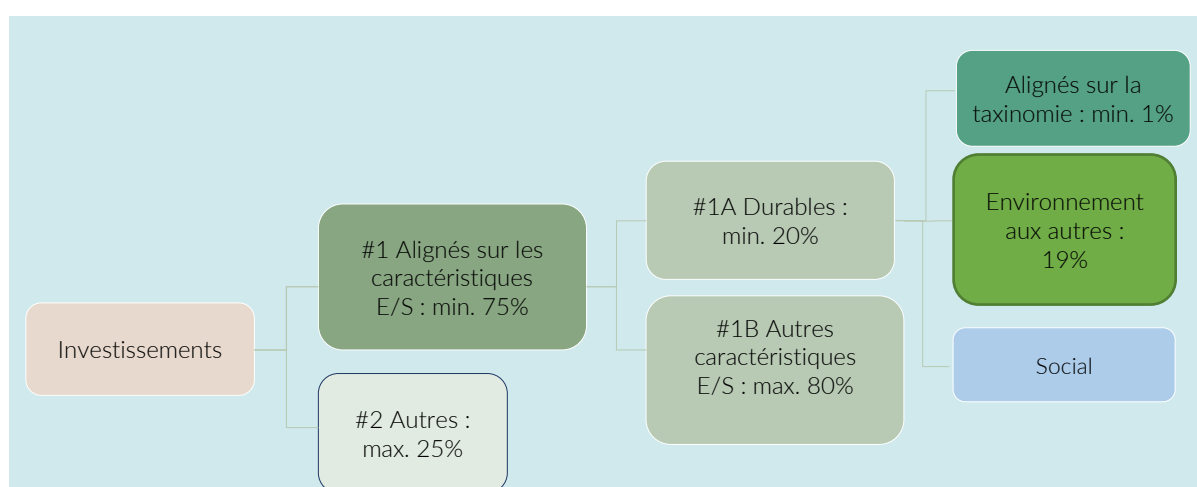 Investissements
#1 Alignés sur les
caractéristiques
E/S : min. 75%
#2 Autres :
max. 25%
#1A Durables :
min. 20%
#1B Autres
caractéristiques
E/S : max. 80%
Alignés sur la
taxinomie : min. 1%
Environnement
aux autres :
19%
Social